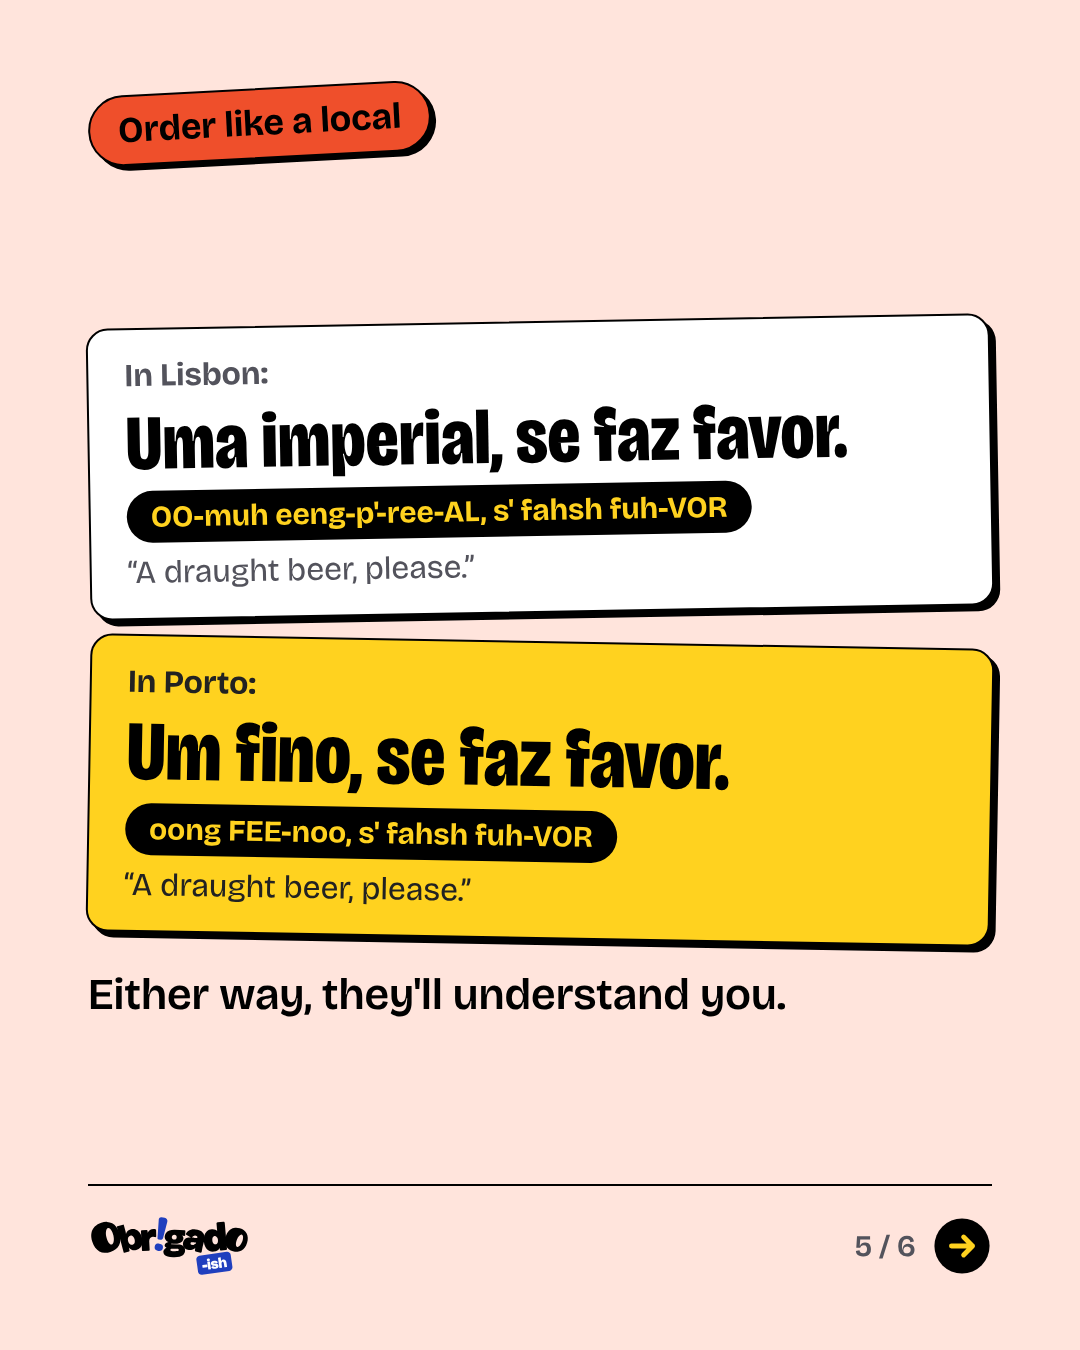 Order like a local
In Lisbon:
Uma imperial, se faz favor.
OO-muh eeng-p'-ree-AL, s' fahsh fuh-VOR
“A draught beer, please.”
In Porto:
Um fino, se faz favor.
oong FEE-noo, s' fahsh fuh-VOR
“A draught beer, please.”
Either way, they'll understand you.
Obr!gado
-ish
5 / 6